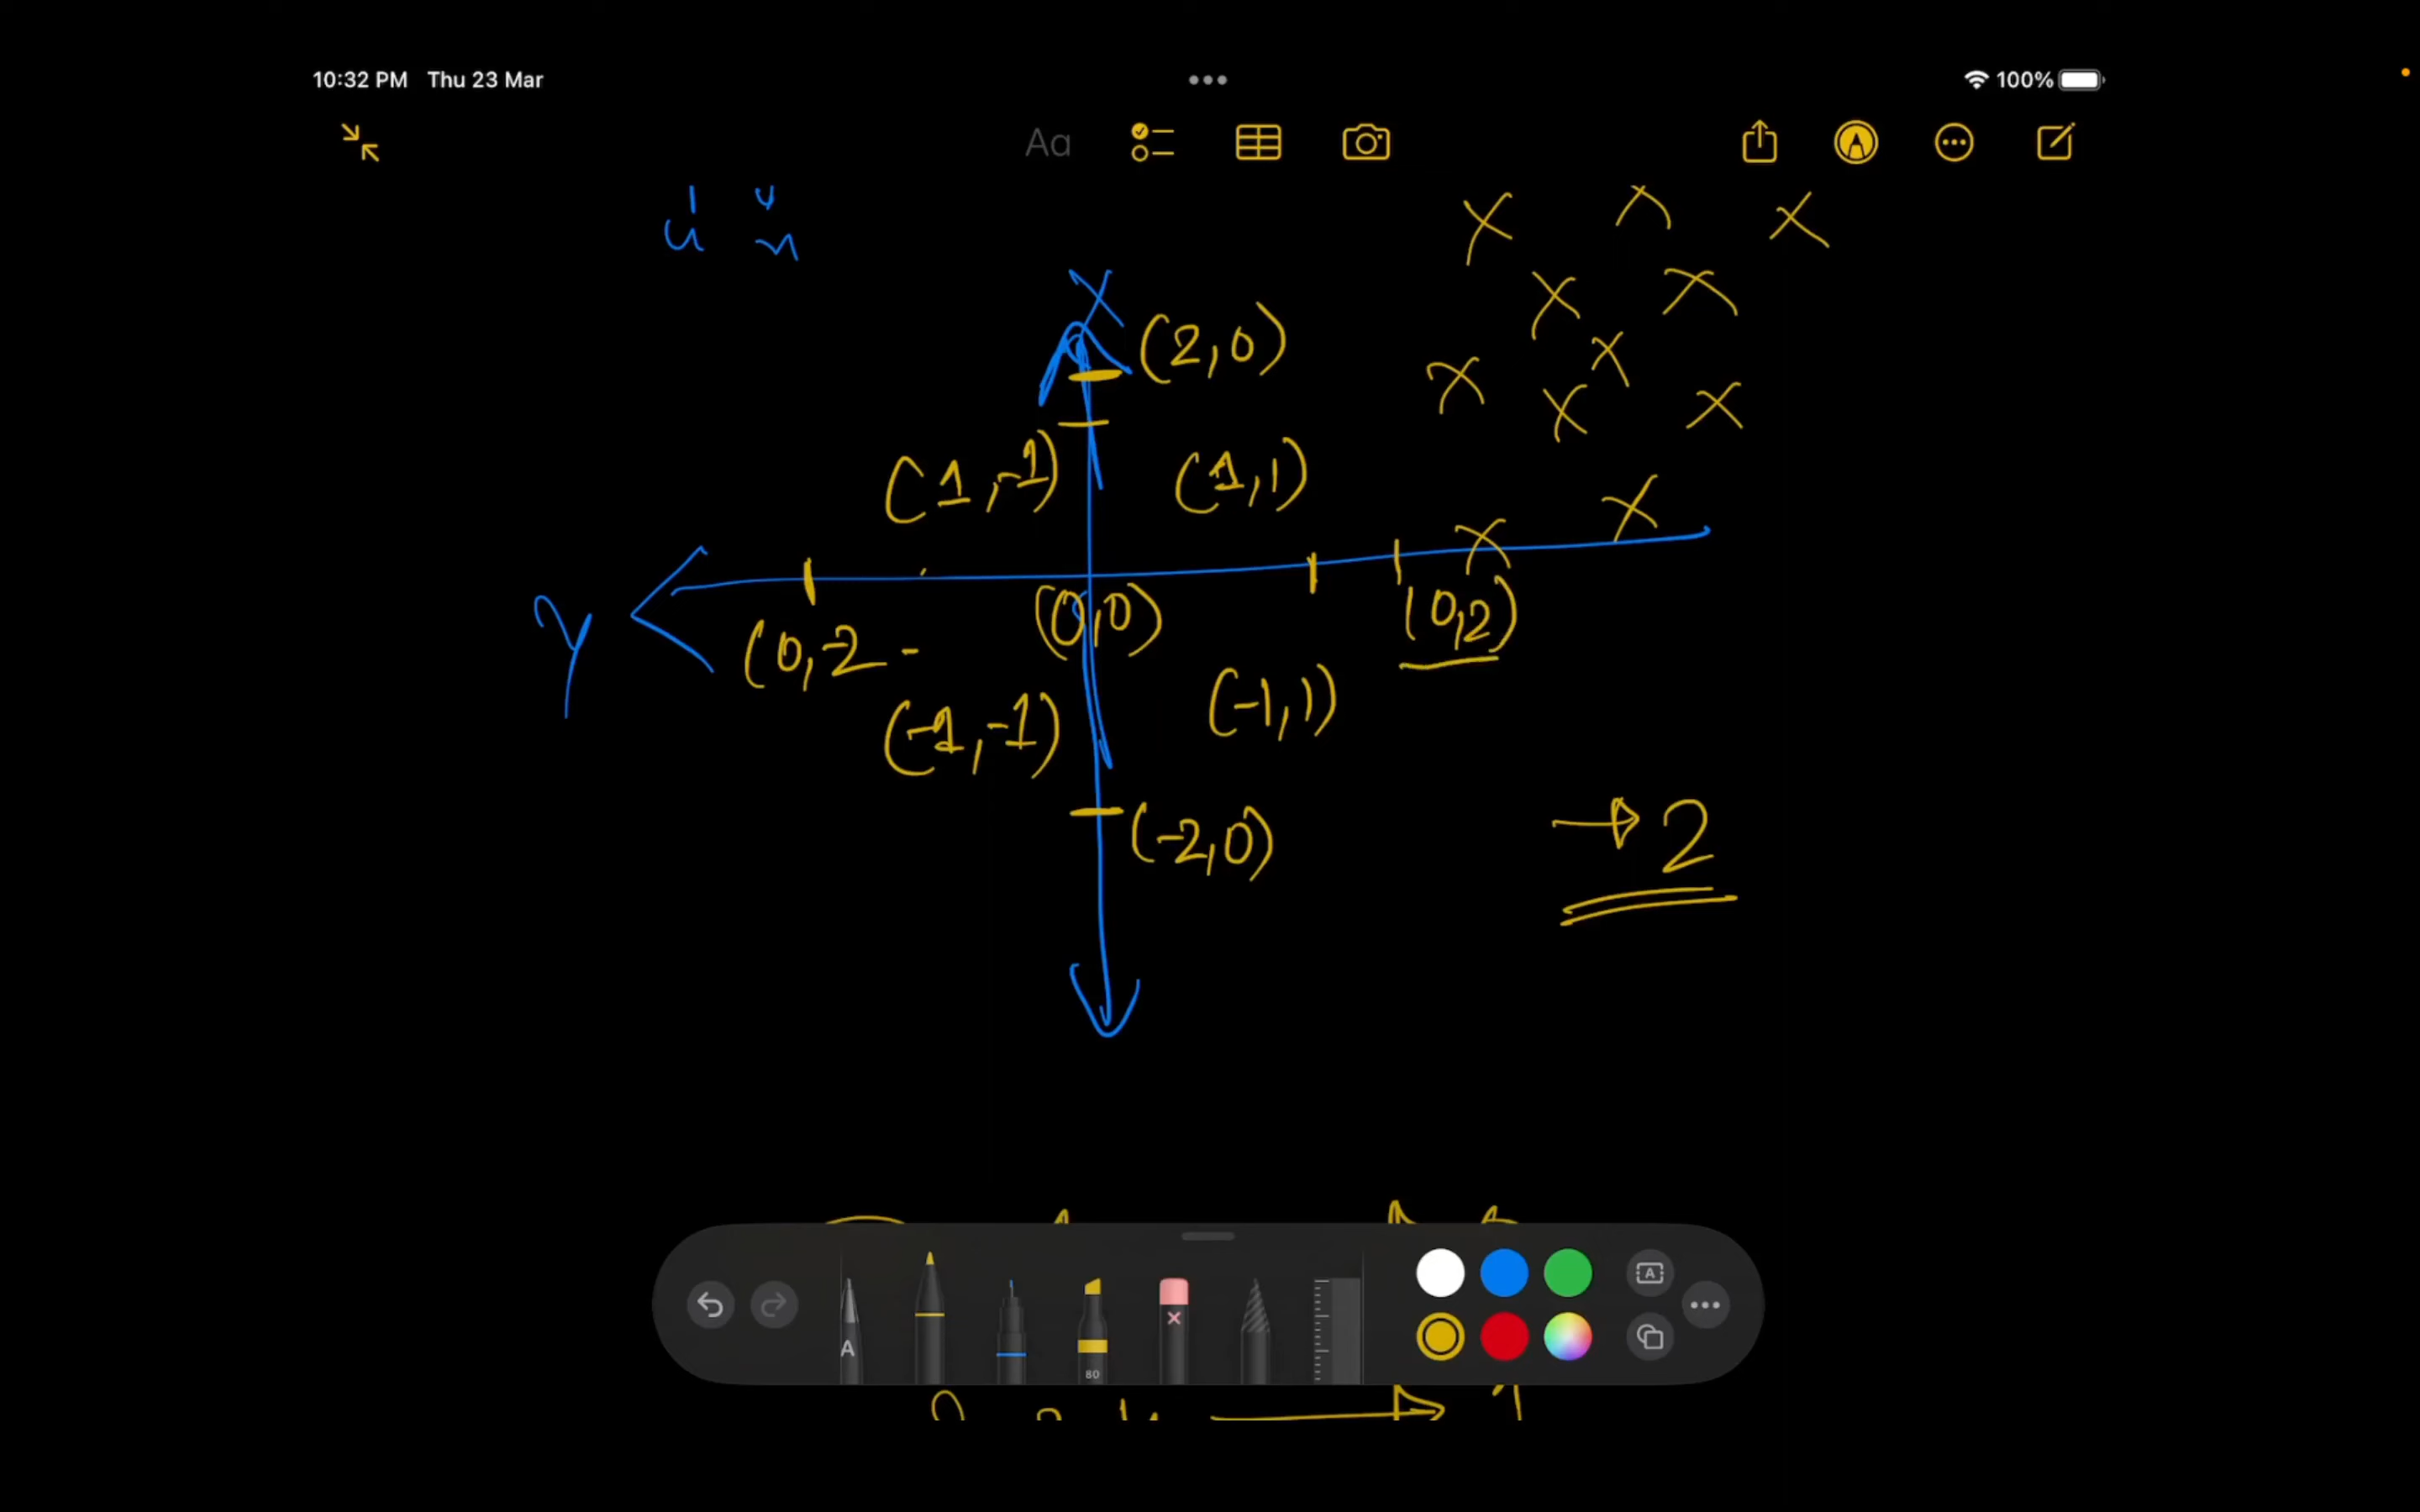 10:32 PM Thu 23 Mar
100%
Aa
X
(2,0)
(1,-1) (1,1)
Y
(0,-2 -
(0,0)
(0,2)
(-1,-1) (-1,1)
(-2,0)
→ 2
A
80
A